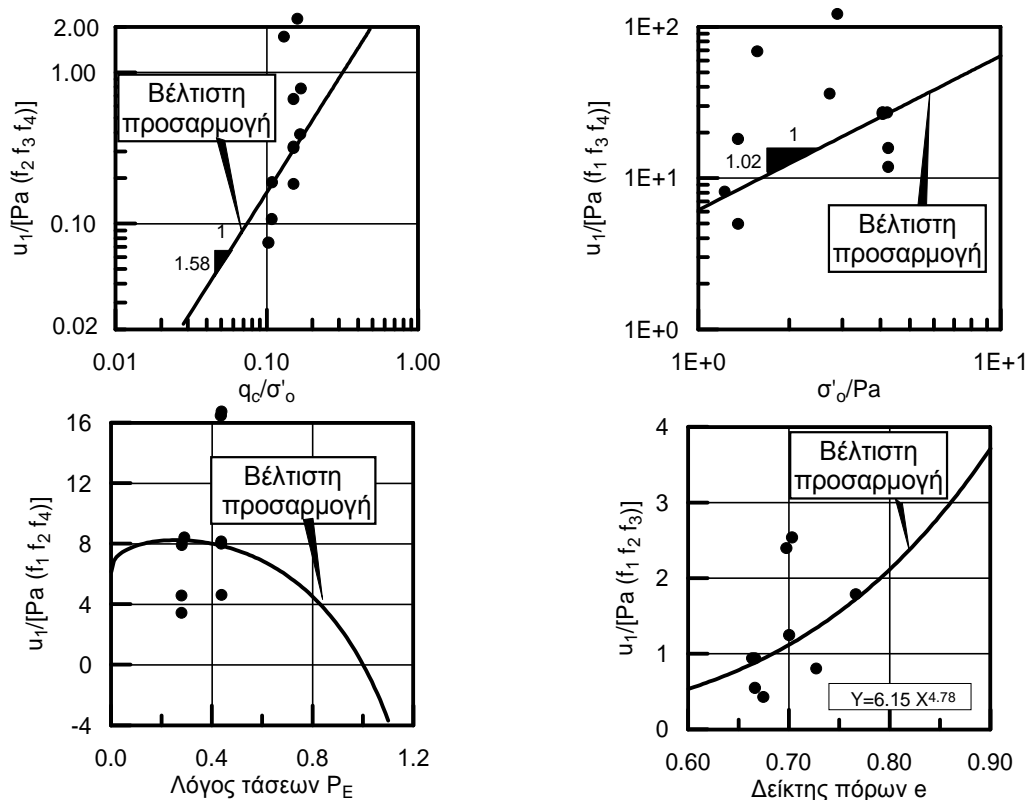 u₁/[Pa (f₂ f₃ f₄)]
2.00
1.00
0.10
0.02
Βέλτιστη
προσαρμογή
1
1.58
0.01 0.10 1.00
q_c/σ'ₒ
u₁/[Pa (f₁ f₃ f₄)]
1E+2
1E+1
1E+0
1
1.02
Βέλτιστη
προσαρμογή
1E+0 1E+1
σ'ₒ/Pa
u₁/[Pa (f₁ f₂ f₄)]
16
12
8
4
0
-4
Βέλτιστη
προσαρμογή
0.0 0.4 0.8 1.2
Λόγος τάσεων P_E
u₁/[Pa (f₁ f₂ f₃)]
4
3
2
1
0
Βέλτιστη
προσαρμογή
Y=6.15 X⁴·⁷⁸
0.60 0.70 0.80 0.90
Δείκτης πόρων e